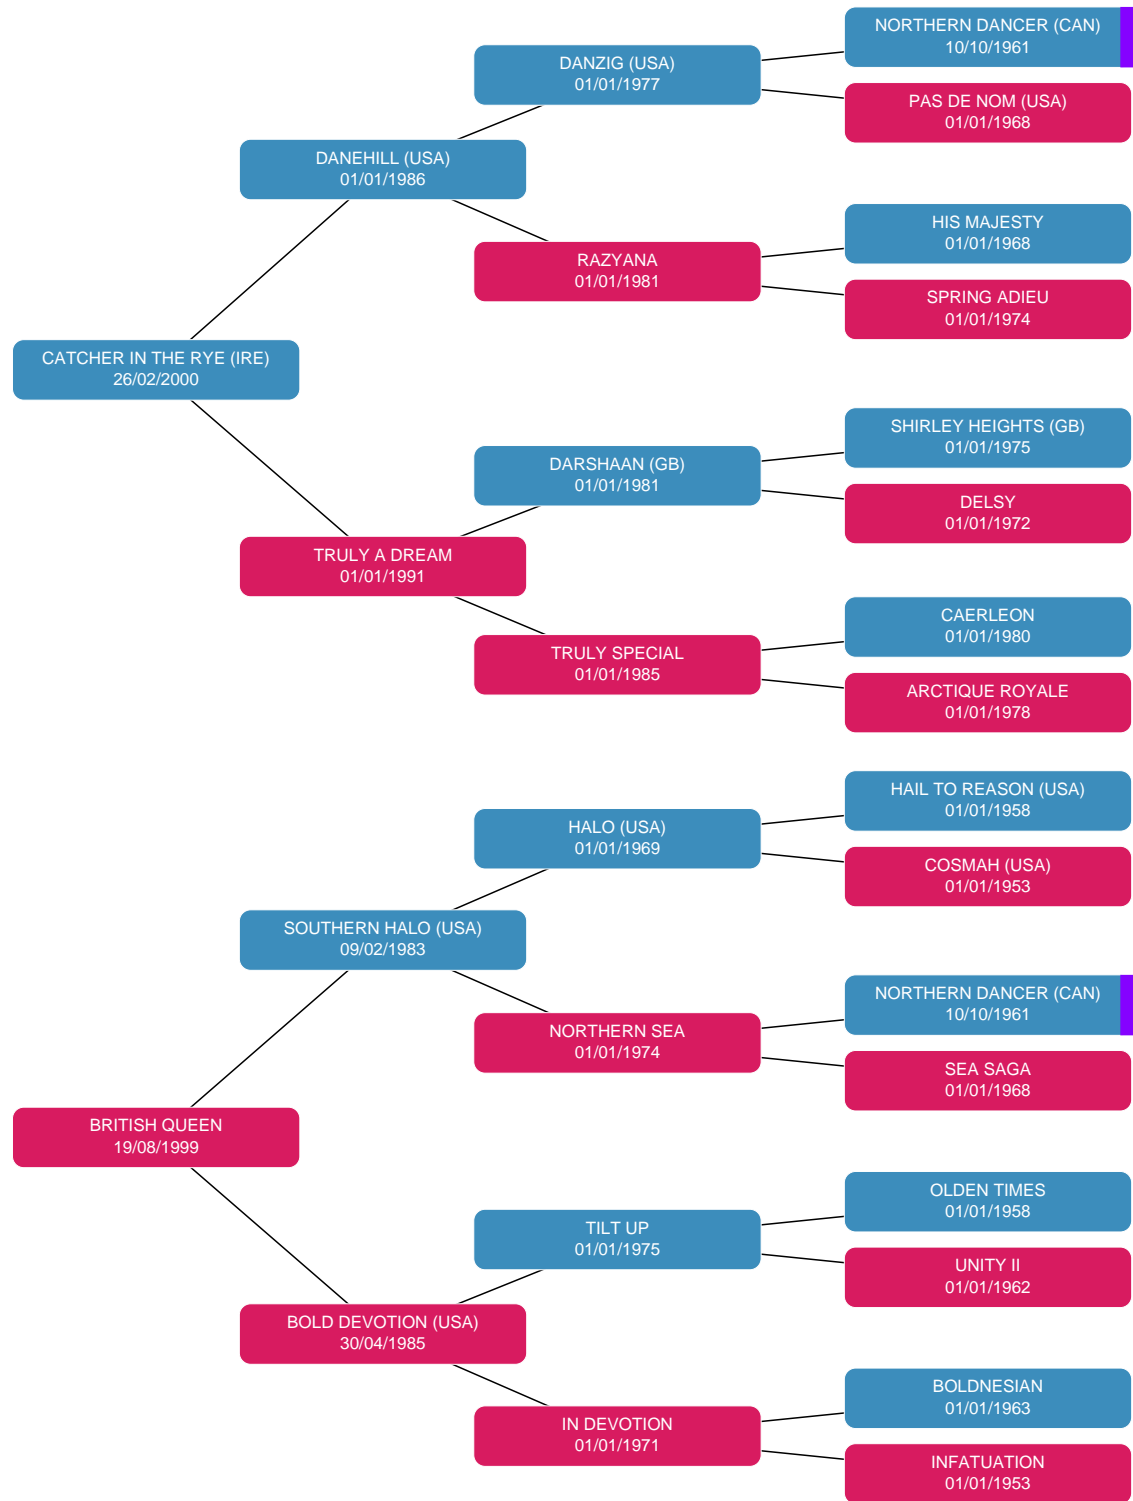 NORTHERN DANCER (CAN)
10/10/1961
DANZIG (USA)
01/01/1977
PAS DE NOM (USA)
01/01/1968
DANEHILL (USA)
01/01/1986
HIS MAJESTY
01/01/1968
RAZYANA
01/01/1981
SPRING ADIEU
01/01/1974
CATCHER IN THE RYE (IRE)
26/02/2000
SHIRLEY HEIGHTS (GB)
01/01/1975
DARSHAAN (GB)
01/01/1981
DELSY
01/01/1972
TRULY A DREAM
01/01/1991
CAERLEON
01/01/1980
TRULY SPECIAL
01/01/1985
ARCTIQUE ROYALE
01/01/1978
HAIL TO REASON (USA)
01/01/1958
HALO (USA)
01/01/1969
COSMAH (USA)
01/01/1953
SOUTHERN HALO (USA)
09/02/1983
NORTHERN DANCER (CAN)
10/10/1961
NORTHERN SEA
01/01/1974
SEA SAGA
01/01/1968
BRITISH QUEEN
19/08/1999
OLDEN TIMES
01/01/1958
TILT UP
01/01/1975
UNITY II
01/01/1962
BOLD DEVOTION (USA)
30/04/1985
BOLDNESIAN
01/01/1963
IN DEVOTION
01/01/1971
INFATUATION
01/01/1953